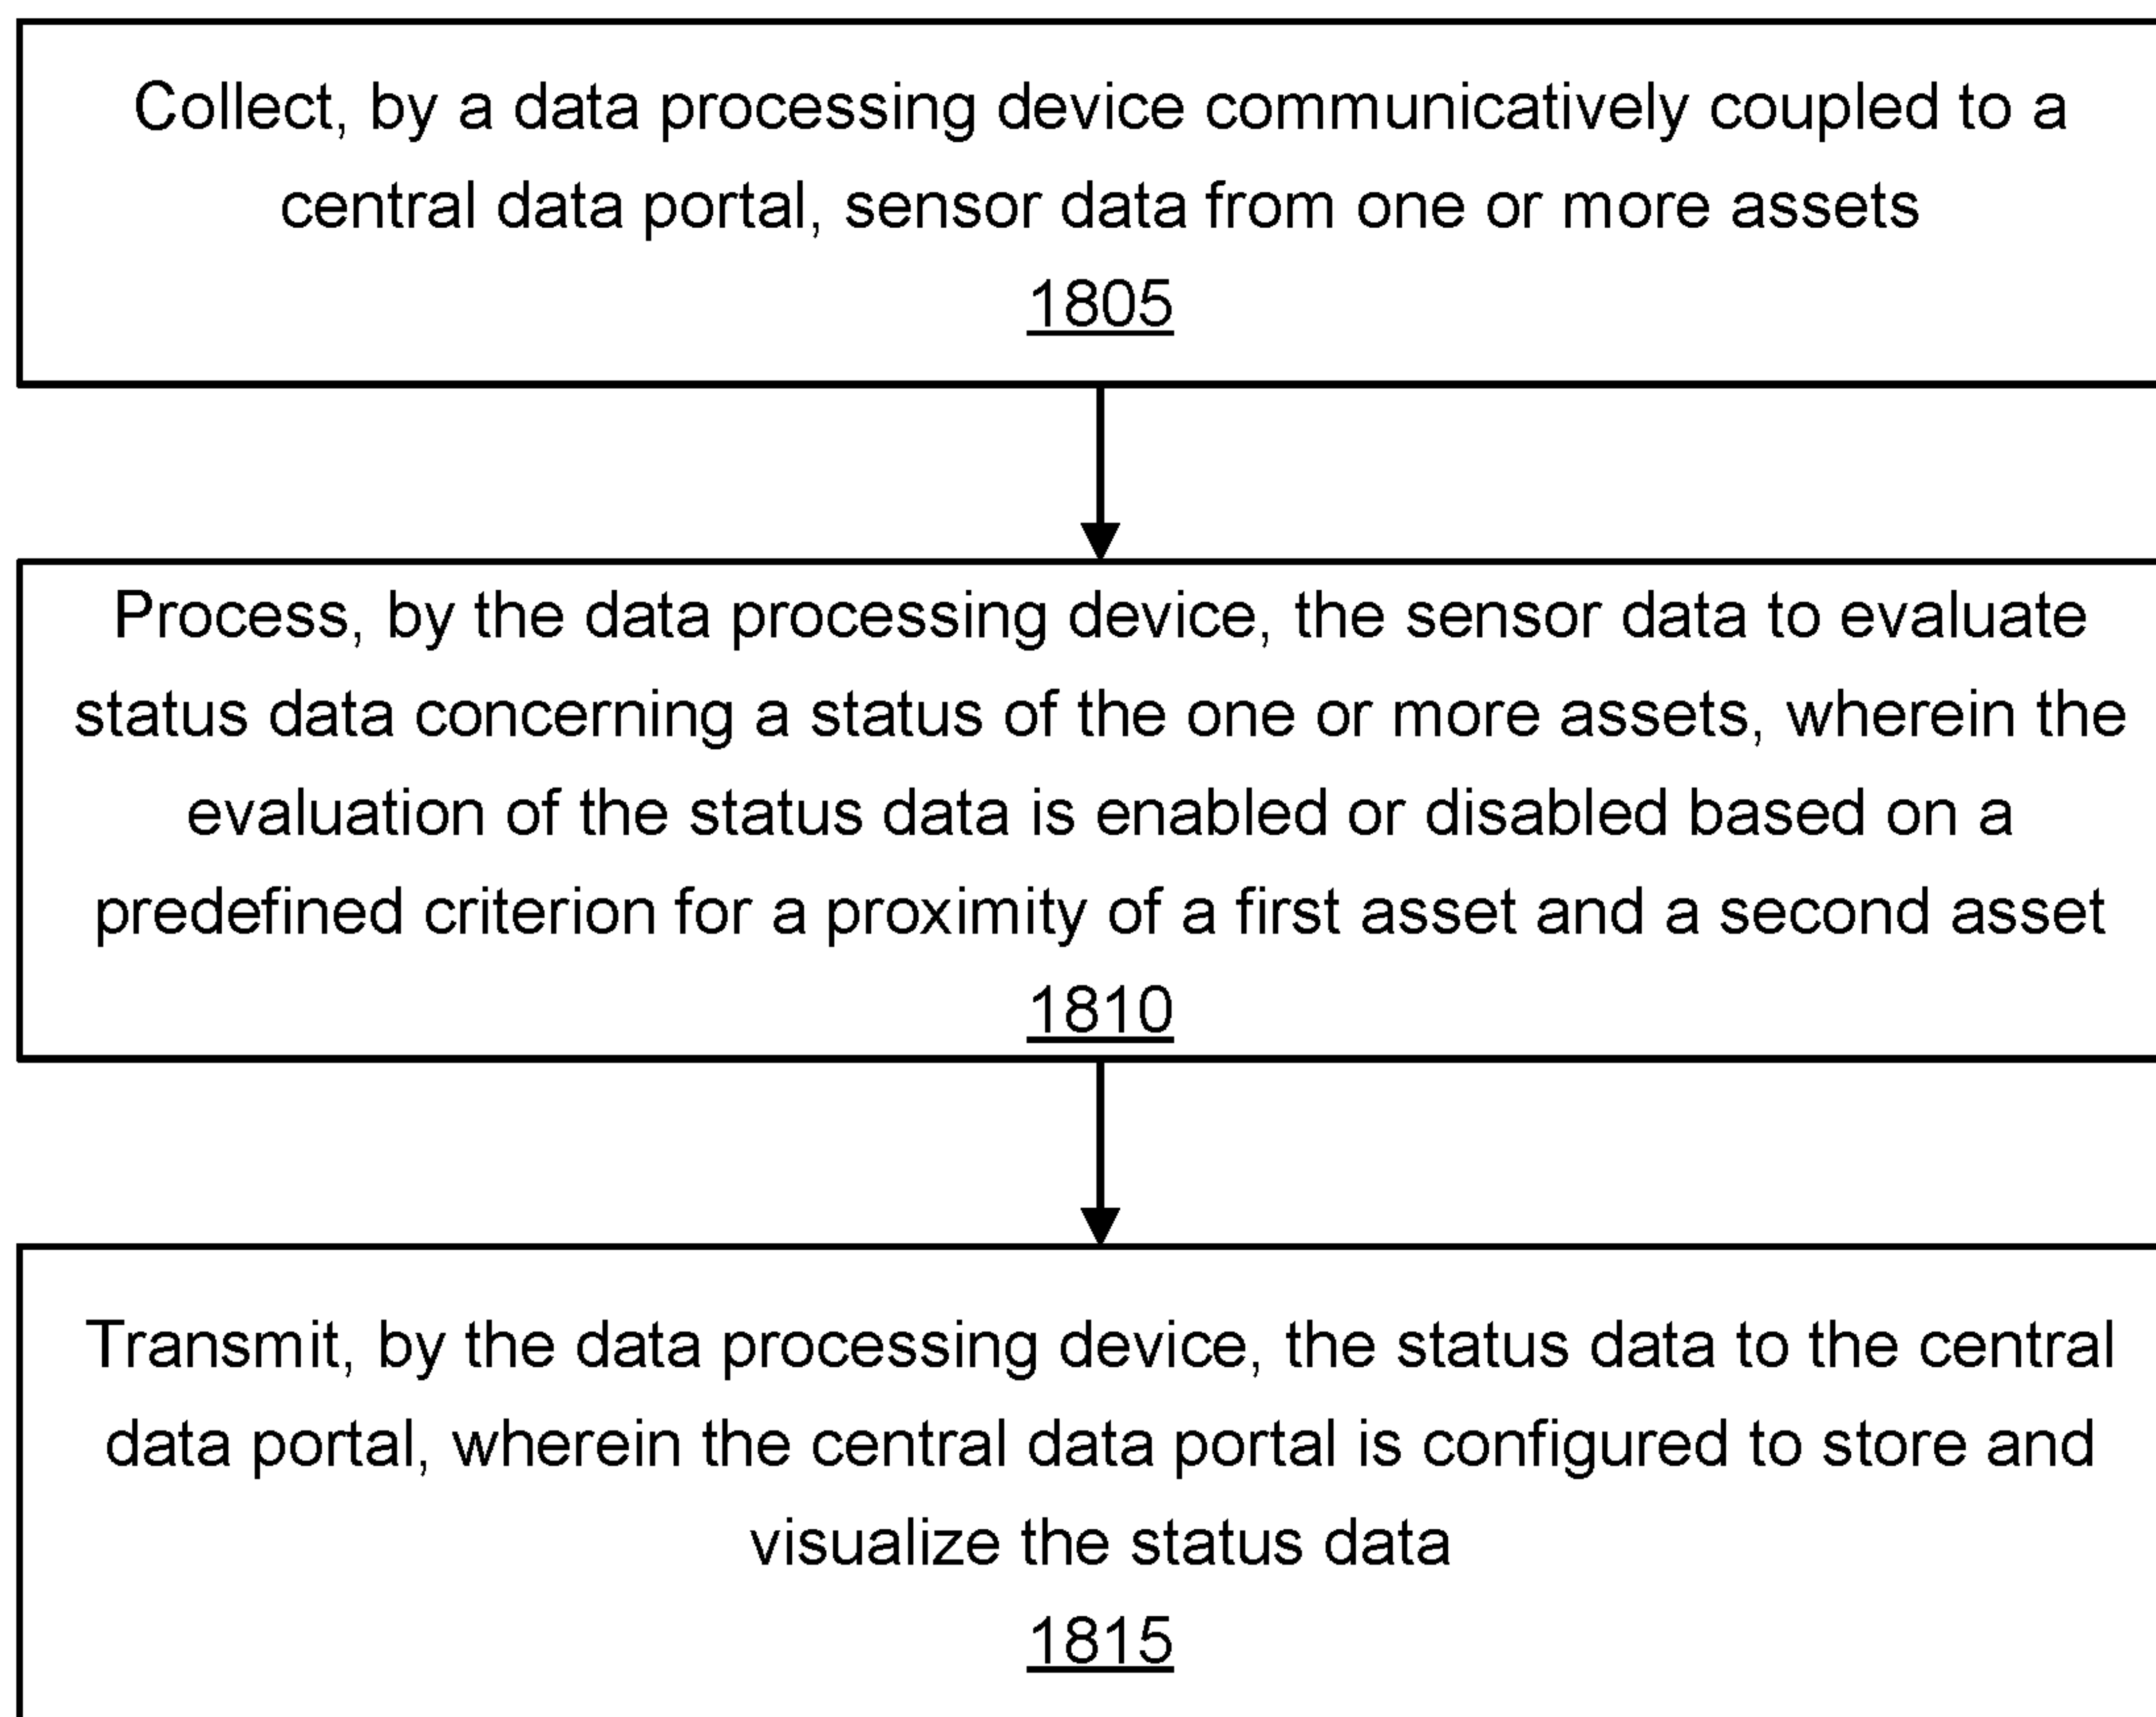 Collect, by a data processing device communicatively coupled to a
central data portal, sensor data from one or more assets
1805
Process, by the data processing device, the sensor data to evaluate
status data concerning a status of the one or more assets, wherein the
evaluation of the status data is enabled or disabled based on a
predefined criterion for a proximity of a first asset and a second asset
1810
Transmit, by the data processing device, the status data to the central
data portal, wherein the central data portal is configured to store and
visualize the status data
1815